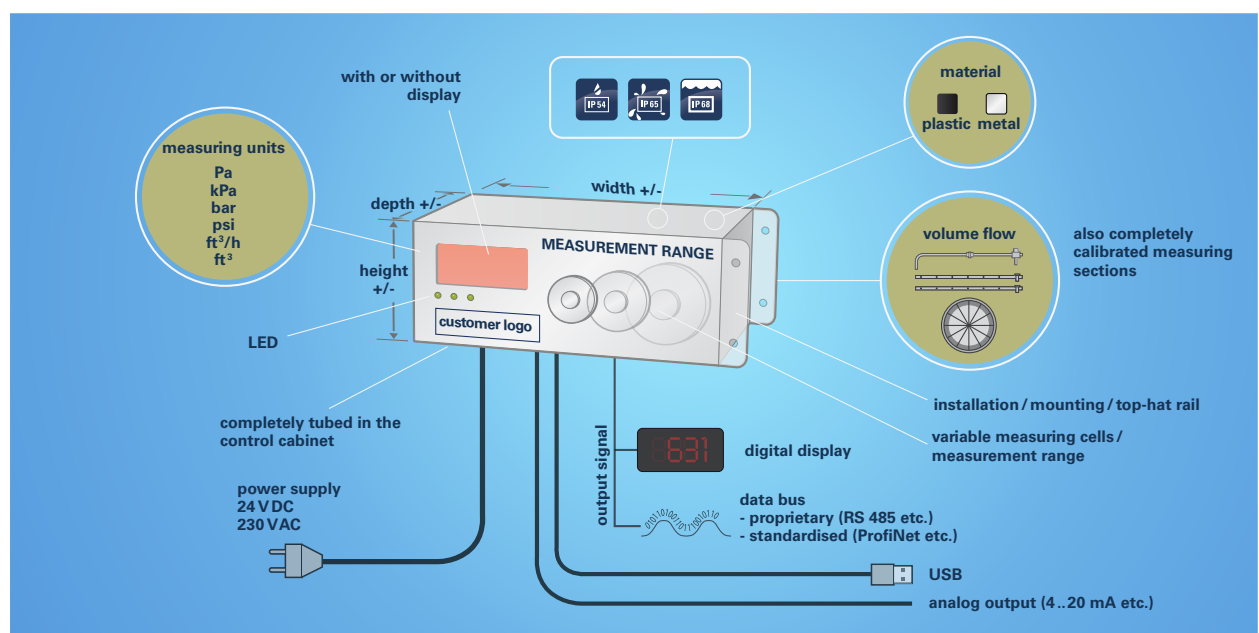 with or without
display
IP 54
IP 65
IP 68
material
plastic metal
measuring units
Pa
kPa
bar
psi
ft³/h
ft³
depth +/-
width +/-
height
+/-
MEASUREMENT RANGE
customer logo
LED
volume flow
also completely
calibrated measuring
sections
installation / mounting / top-hat rail
variable measuring cells /
measurement range
completely tubed in the
control cabinet
power supply
24 V DC
230 VAC
output signal
631
digital display
010110100110111001011 0
data bus
- proprietary (RS 485 etc.)
- standardised (ProfiNet etc.)
USB
analog output (4 .. 20 mA etc.)